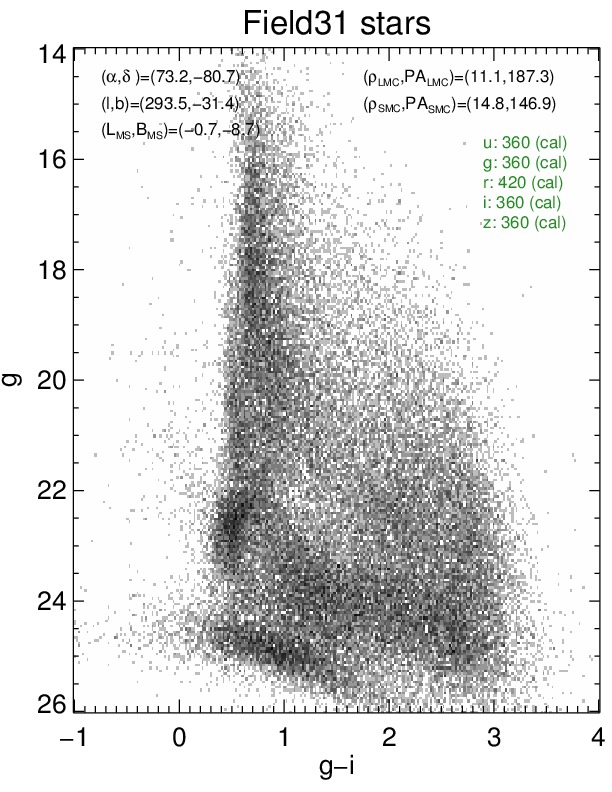 Field31 stars
(α,δ )=(73.2,−80.7)
(ρLMC,PALMC)=(11.1,187.3)
(l,b)=(293.5,−31.4)
(ρSMC,PASMC)=(14.8,146.9)
(LMS,BMS)=(−0.7,−8.7)
u: 360 (cal)
g: 360 (cal)
r: 420 (cal)
i: 360 (cal)
z: 360 (cal)
14
16
18
20
22
24
26
g
−1 0 1 2 3 4
g−i